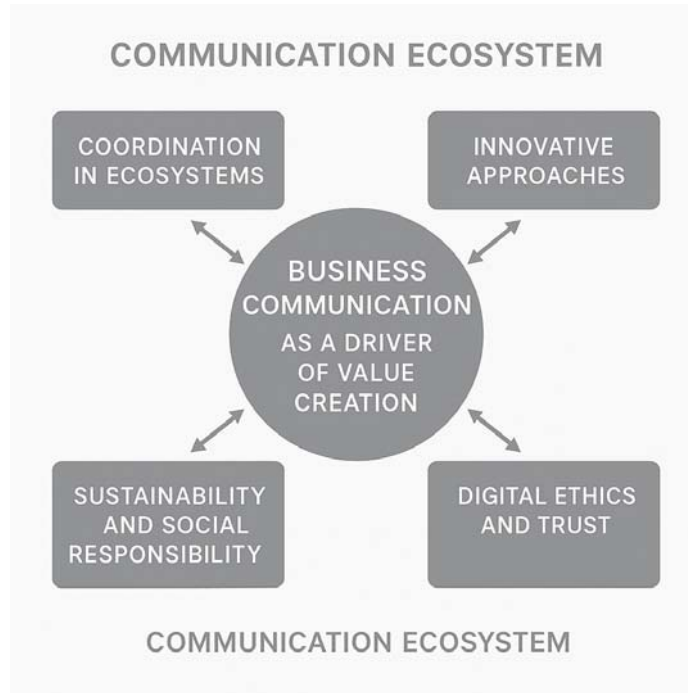 COMMUNICATION ECOSYSTEM
COORDINATION
IN ECOSYSTEMS
INNOVATIVE
APPROACHES
BUSINESS
COMMUNICATION
AS A DRIVER
OF VALUE
CREATION
SUSTAINABILITY
AND SOCIAL
RESPONSIBILITY
DIGITAL ETHICS
AND TRUST
COMMUNICATION ECOSYSTEM